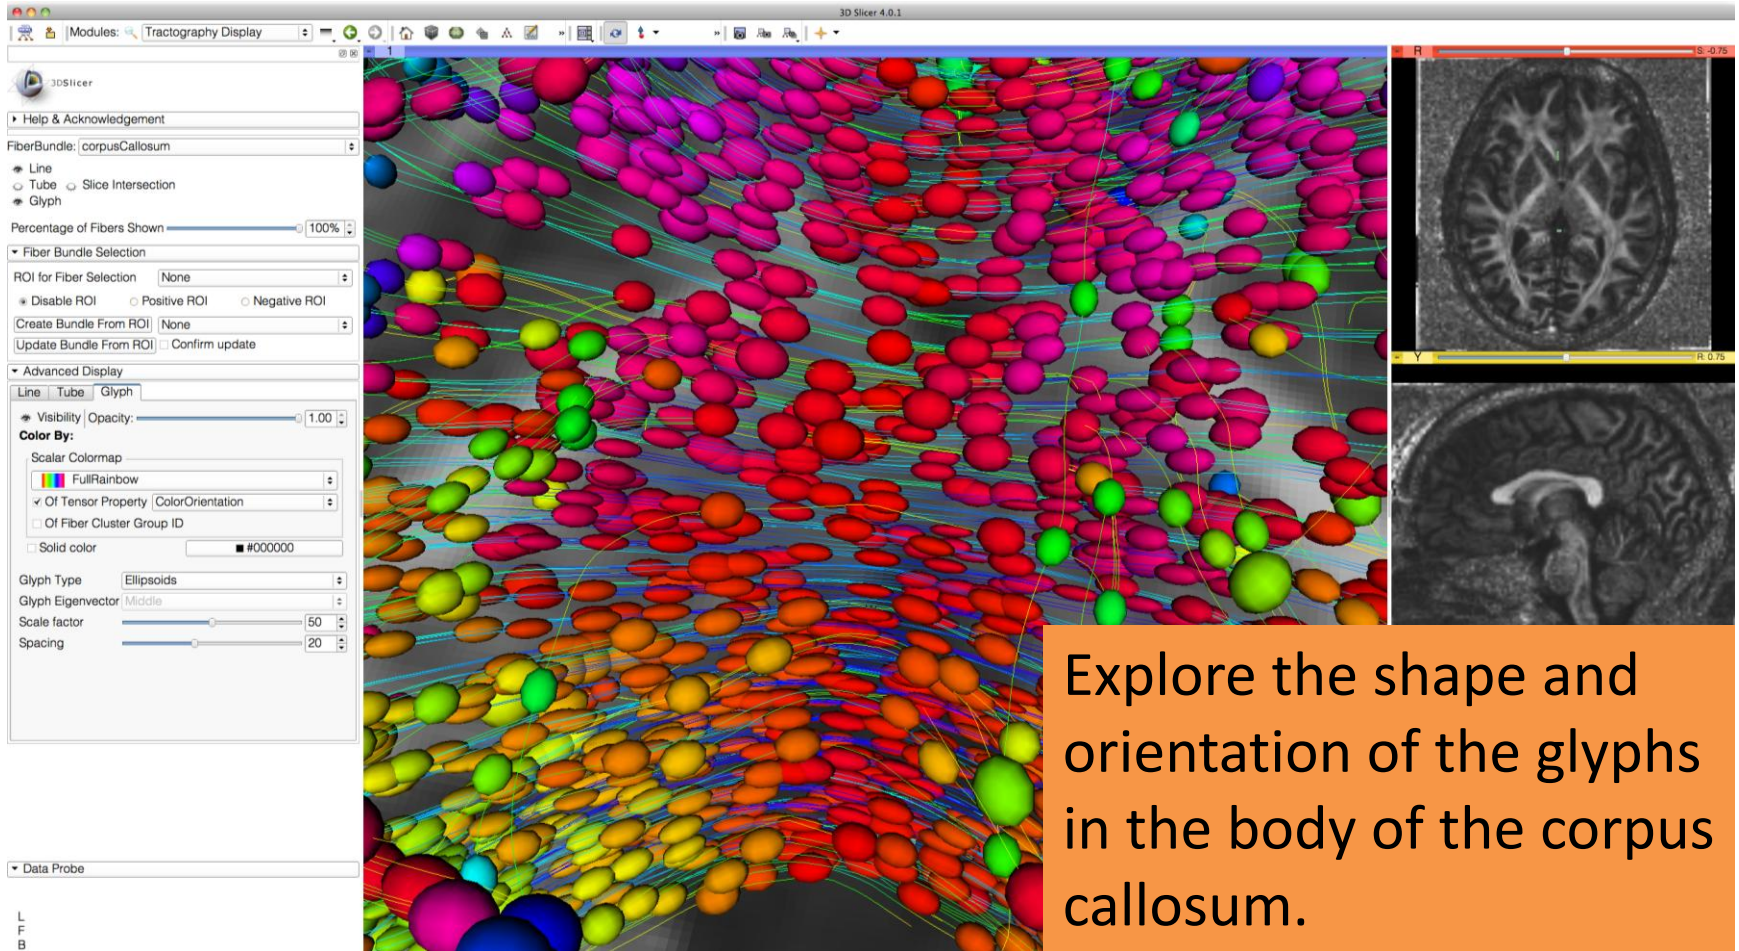 3D Slicer 4.0.1
Modules: Tractography Display
1
3DSlicer
Help & Acknowledgement
FiberBundle: corpusCallosum
Line
Tube Slice Intersection
Glyph
Percentage of Fibers Shown 100%
Fiber Bundle Selection
ROI for Fiber Selection None
Disable ROI Positive ROI Negative ROI
Create Bundle From ROI None
Update Bundle From ROI Confirm update
Advanced Display
Line Tube Glyph
Visibility Opacity: 1.00
Color By:
Scalar Colormap
FullRainbow
Of Tensor Property ColorOrientation
Of Fiber Cluster Group ID
Solid color #000000
Glyph Type Ellipsoids
Glyph Eigenvector Middle
Scale factor 50
Spacing 20
Data Probe
L
F
B
R S: -0.75
Y R: 0.75
Explore the shape and
orientation of the glyphs
in the body of the corpus
callosum.